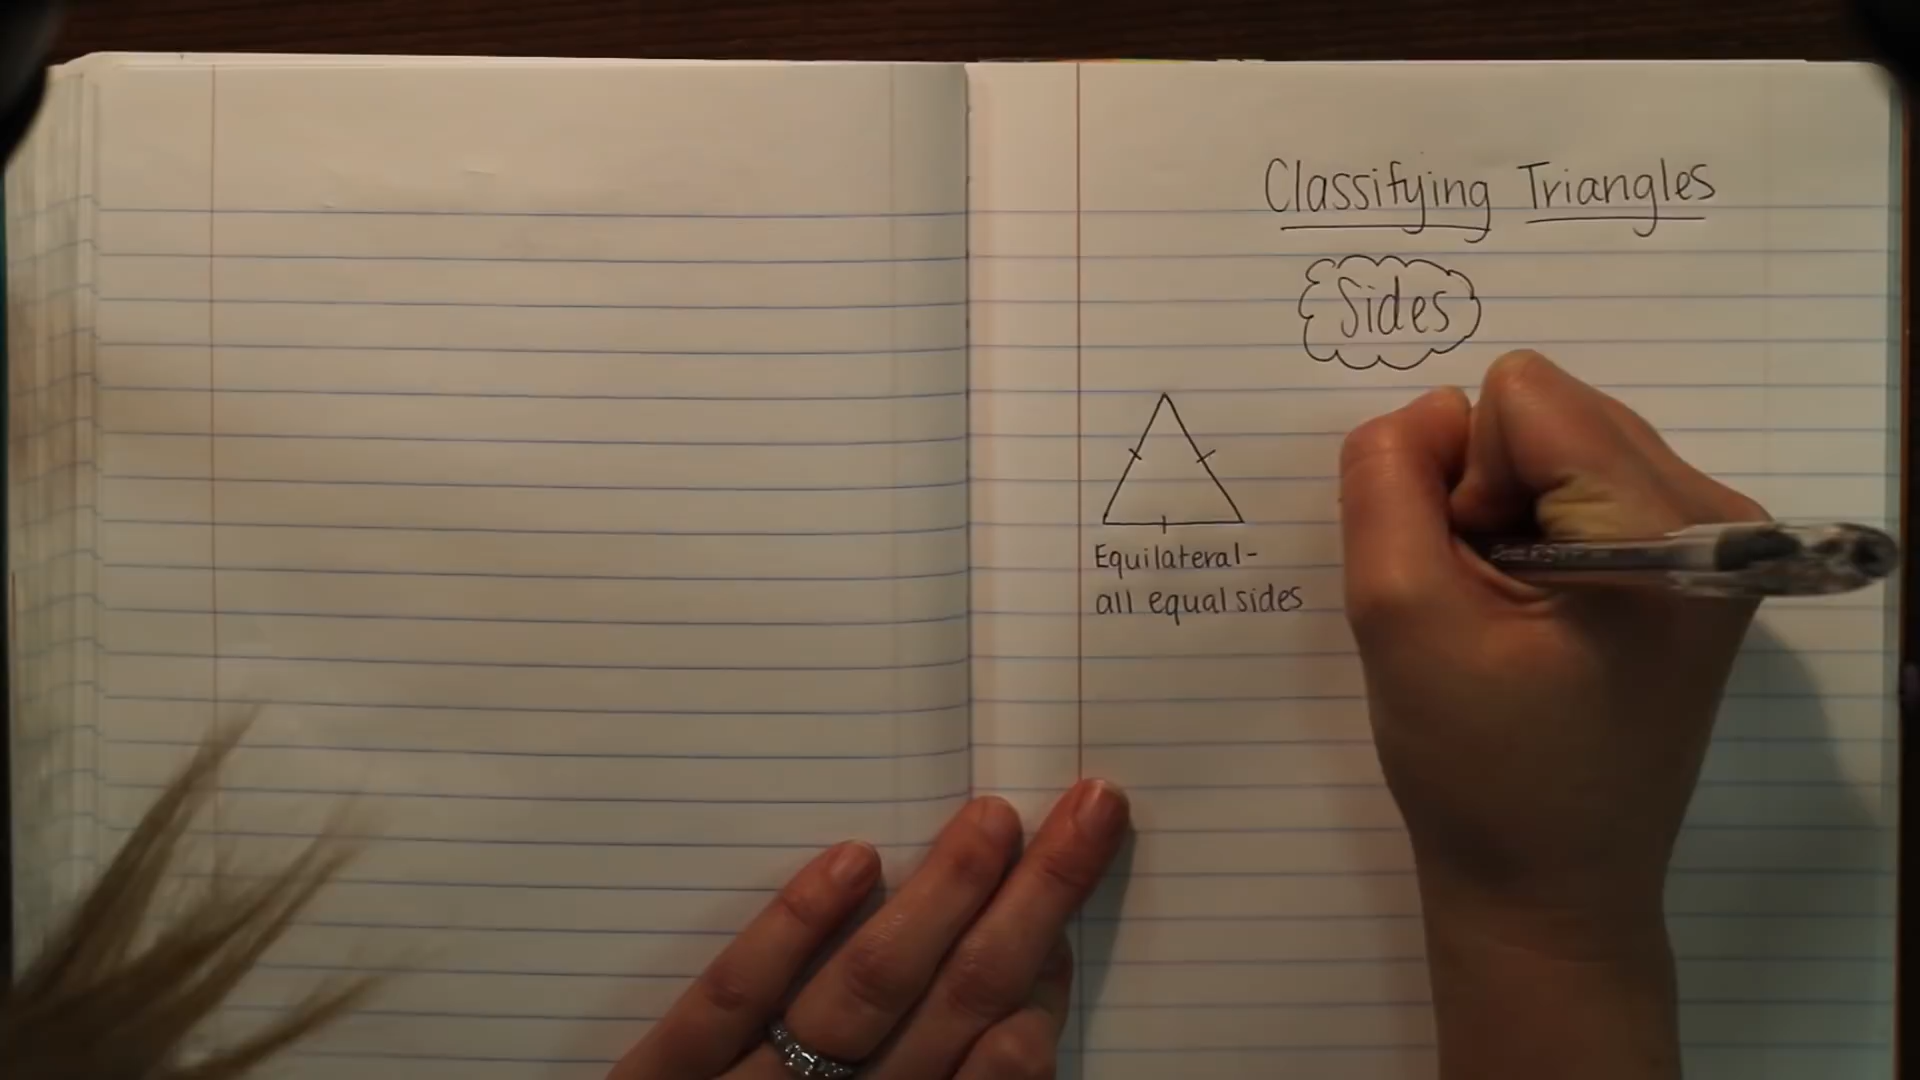 Classifying Triangles
Sides
Equilateral-
all equal sides